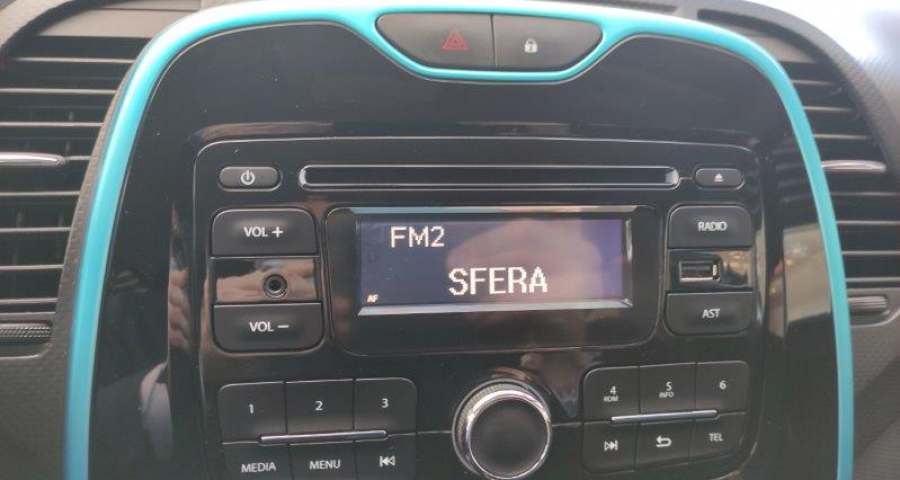 VOL +
RADIO
FM2
SFERA
AF
VOL −
AST
1
2
3
4
RDM
5
INFO
6
MEDIA
MENU
TEL